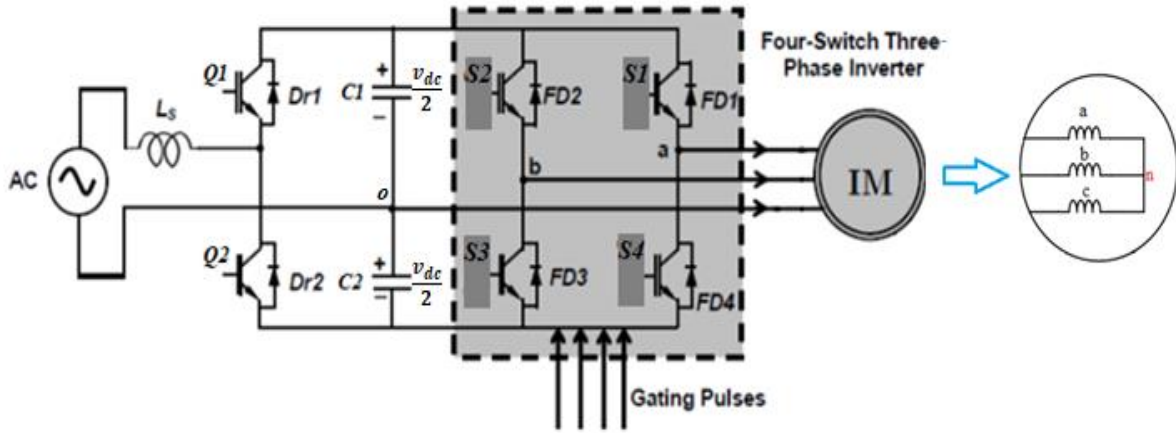 AC
Ls
Q1
Dr1
C1
+
−
v_dc/2
o
Q2
Dr2
C2
+
−
v_dc/2
S2
FD2
S1
FD1
b
a
S3
FD3
S4
FD4
Gating Pulses
Four-Switch Three-
Phase Inverter
IM
a
b
c
n